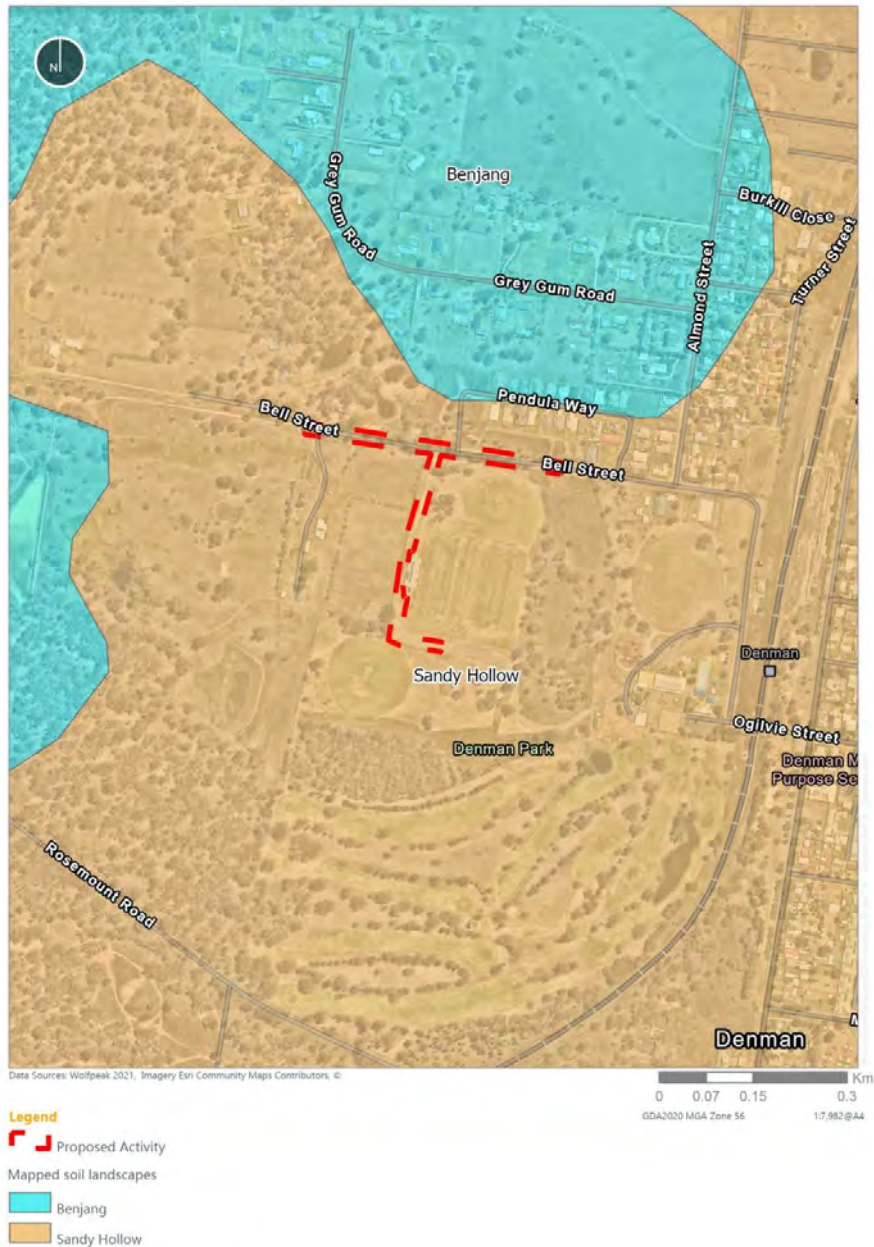 N
Benjang
Grey Gum Road
Burkill Close
Turner Street
Grey Gum Road
Almond Street
Pendula Way
Bell Street
Bell Street
Denman
Sandy Hollow
Ogilvie Street
Denman Park
Denman M
Purpose Se
Rosemount Road
M
Denman
Data Sources: Wolfpeak 2021, Imagery Esri Community Maps Contributors, ©
Km
0 0.07 0.15 0.3
GDA2020 MGA Zone 56 1:7,982@A4
Legend
Proposed Activity
Mapped soil landscapes
Benjang
Sandy Hollow